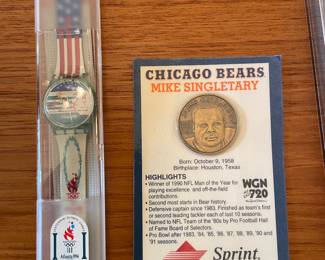 CHICAGO BEARS
MIKE SINGLETARY
Born: October 9, 1958
Birthplace: Houston, Texas
HIGHLIGHTS
• Winner of 1990 NFL Man of the Year for
playing excellence and off-the-field
contributions.
• Second most starts in Bear history.
• Defensive captain since 1983. Finished as team's first
or second leading tackler each of last 10 seasons.
• Named to NFL Team of the '80s by Pro Football Hall
of Fame Board of Selectors.
• Pro Bowl after 1983, '84, '85, '86, '87, '88, '89, '90 and
'91 seasons.
WGN
720
Sprint
Atlanta 1996